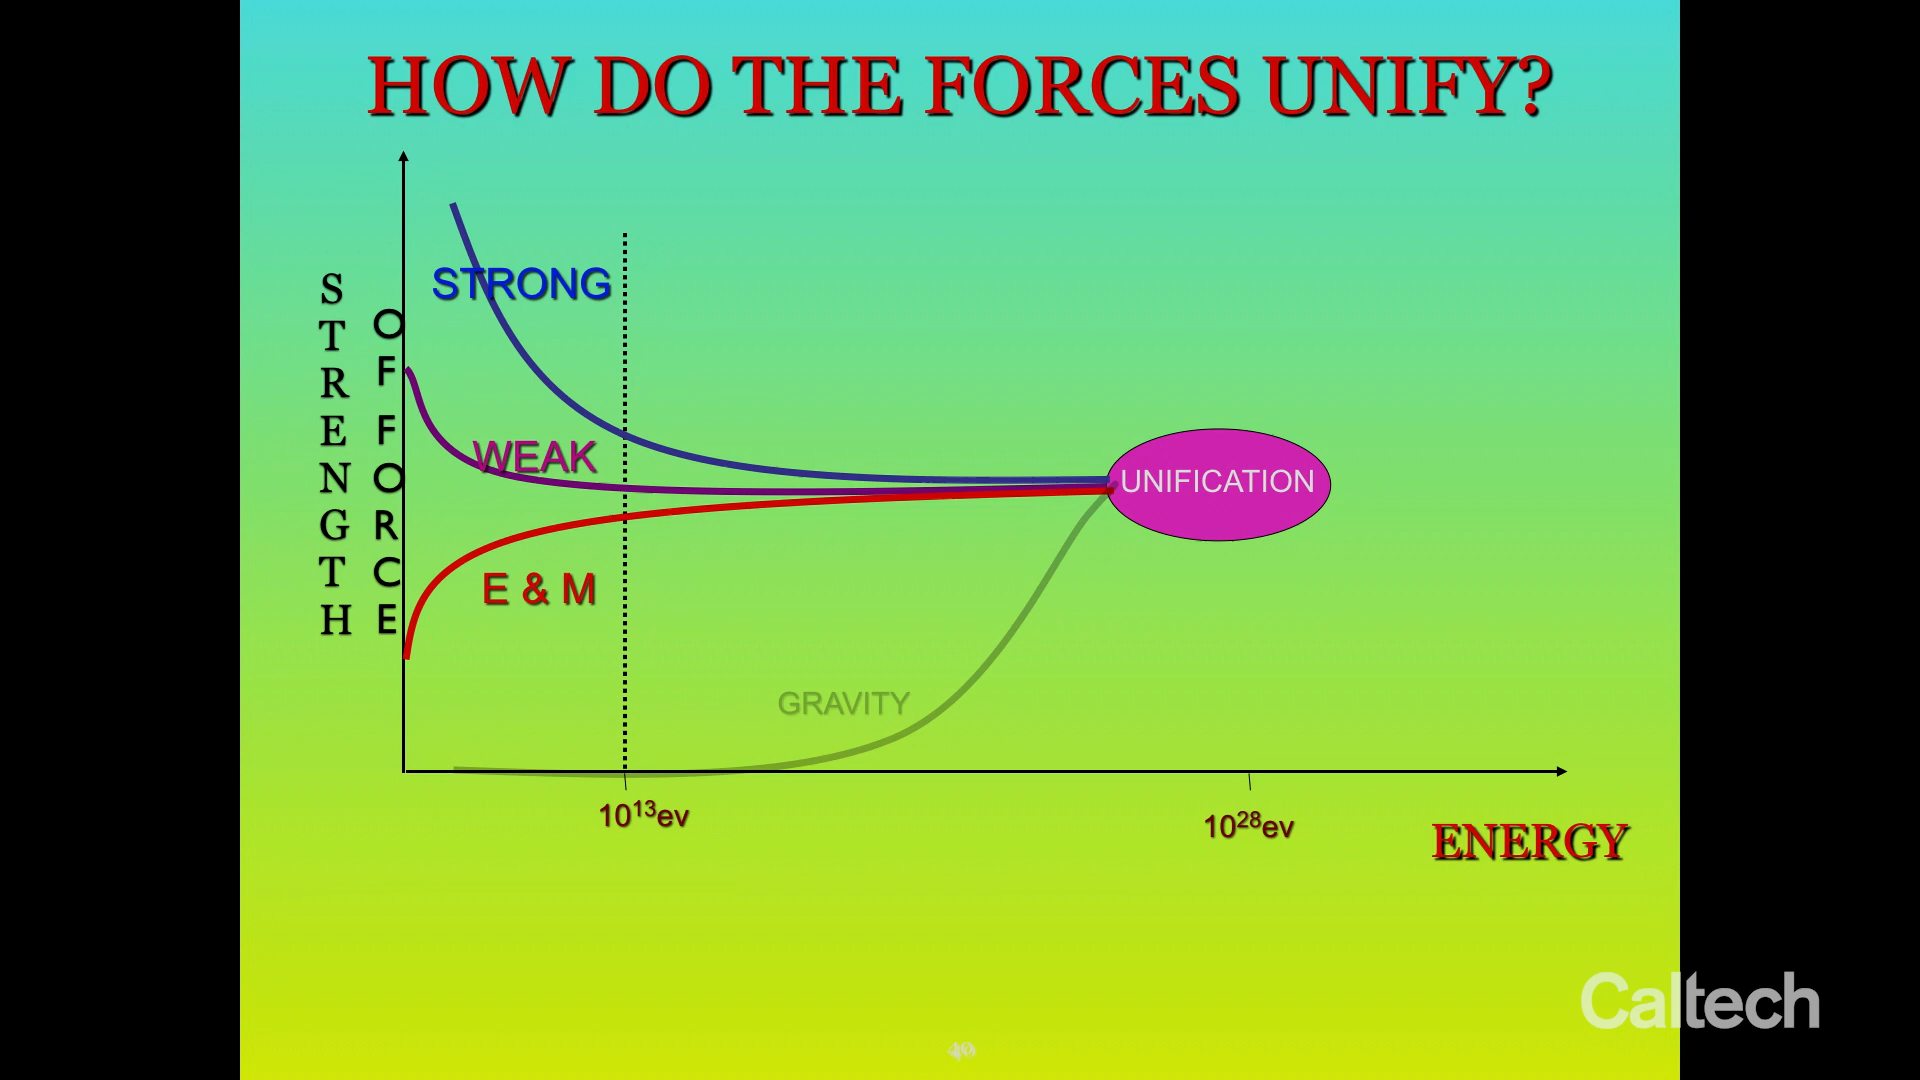 HOW DO THE FORCES UNIFY?
STRENGTH
OF FORCE
STRONG
WEAK
E & M
UNIFICATION
GRAVITY
10¹³ev
10²⁸ev
ENERGY
Caltech